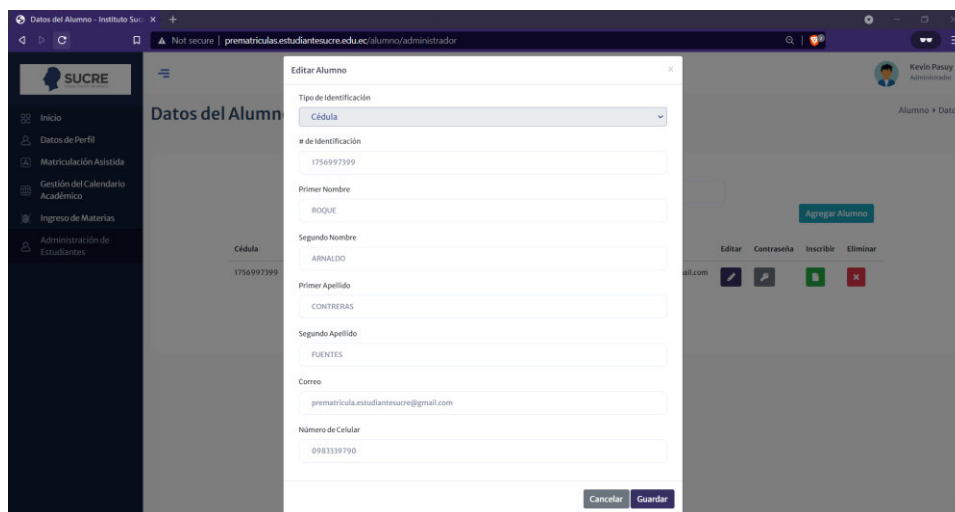 Datos del Alumno - Instituto Suc
Not secure | prematriculas.estudiantesucre.edu.ec/alumno/administrador
SUCRE
Inicio
Datos de Perfil
Matriculación Asistida
Gestión del Calendario
Académico
Ingreso de Materias
Administración de
Estudiantes
Kevin Pasuy
Administrador
Datos del Alumn
Alumno
Dato
Agregar Alumno
Cédula
Editar
Contraseña
Inscribir
Eliminar
1756997399
ail.com
Editar Alumno
Tipo de Identificación
Cédula
# de Identificación
1756997399
Primer Nombre
ROQUE
Segundo Nombre
ARNALDO
Primer Apellido
CONTRERAS
Segundo Apellido
FUENTES
Correo
prematricula.estudiantesucre@gmail.com
Número de Celular
0983339790
Cancelar
Guardar